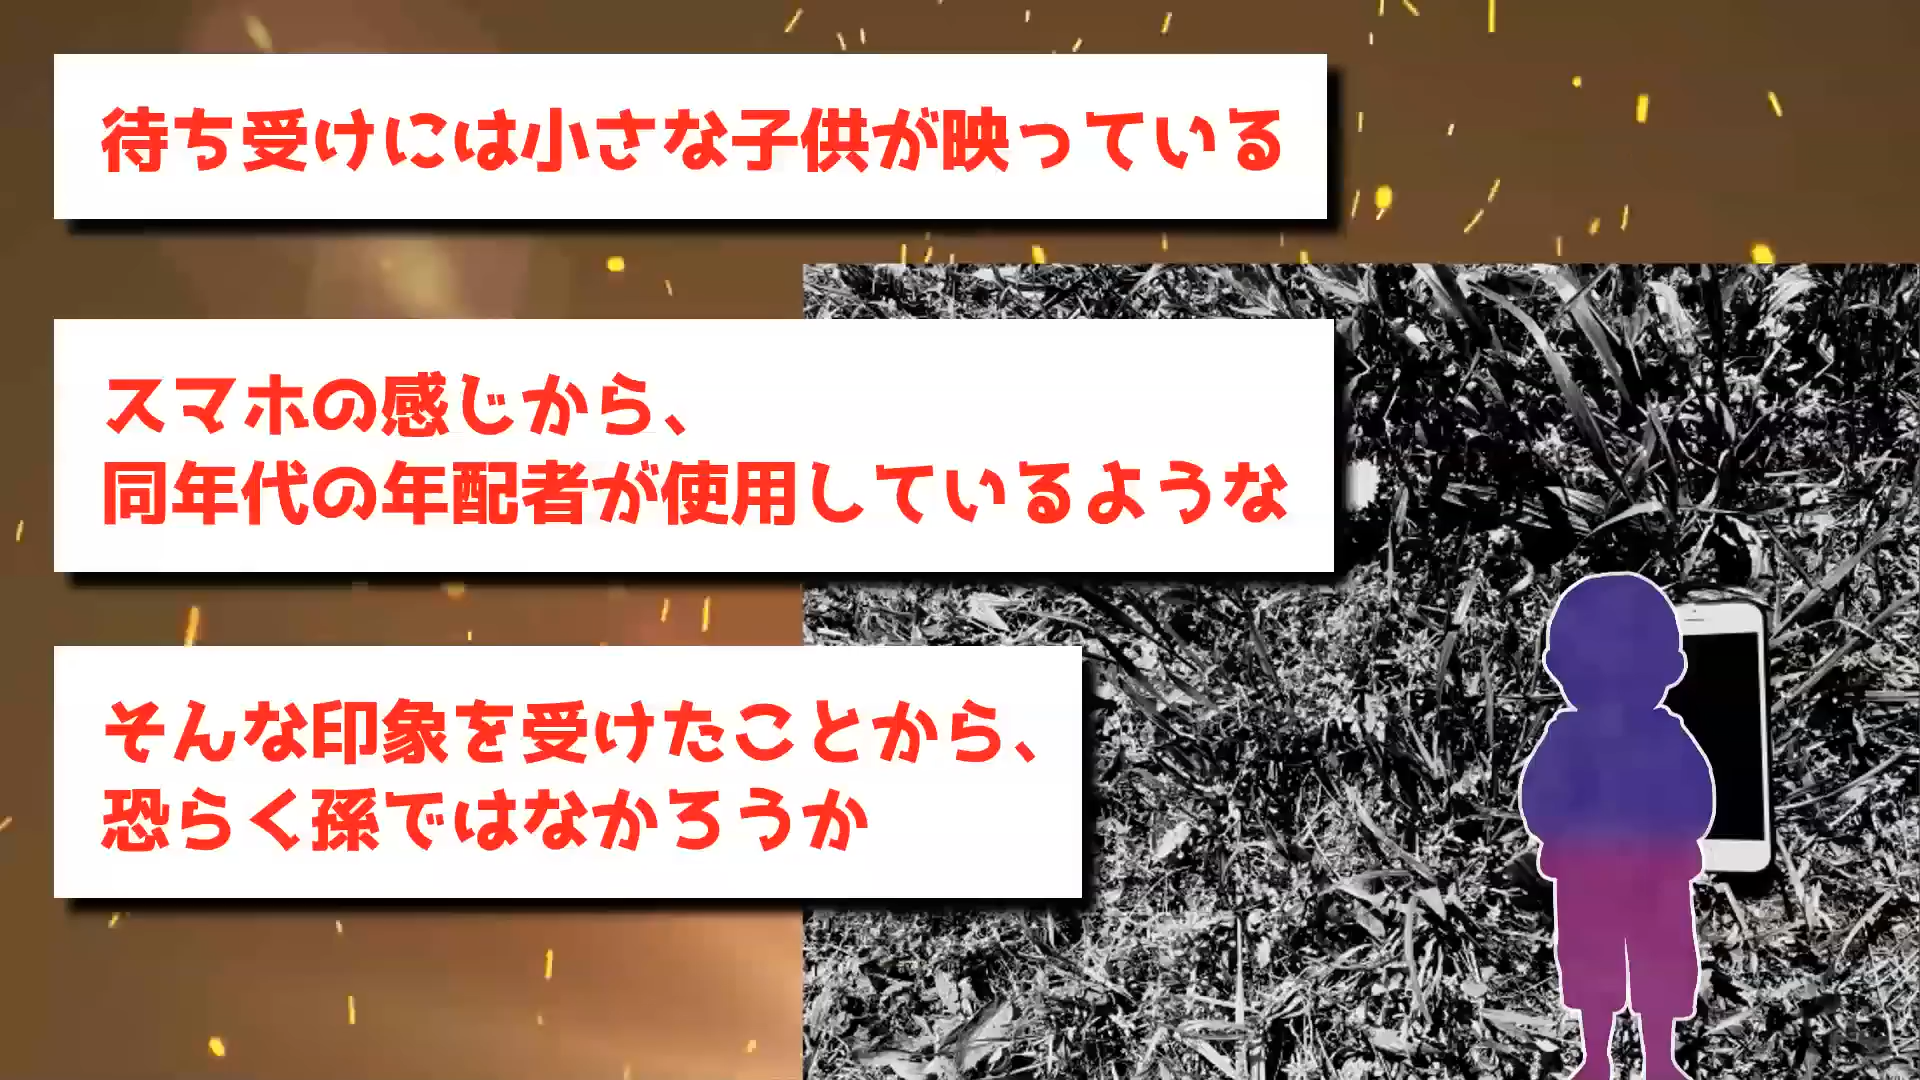 待ち受けには小さな子供が映っている
スマホの感じから、
同年代の年配者が使用しているような
そんな印象を受けたことから、
恐らく孫ではなかろうか